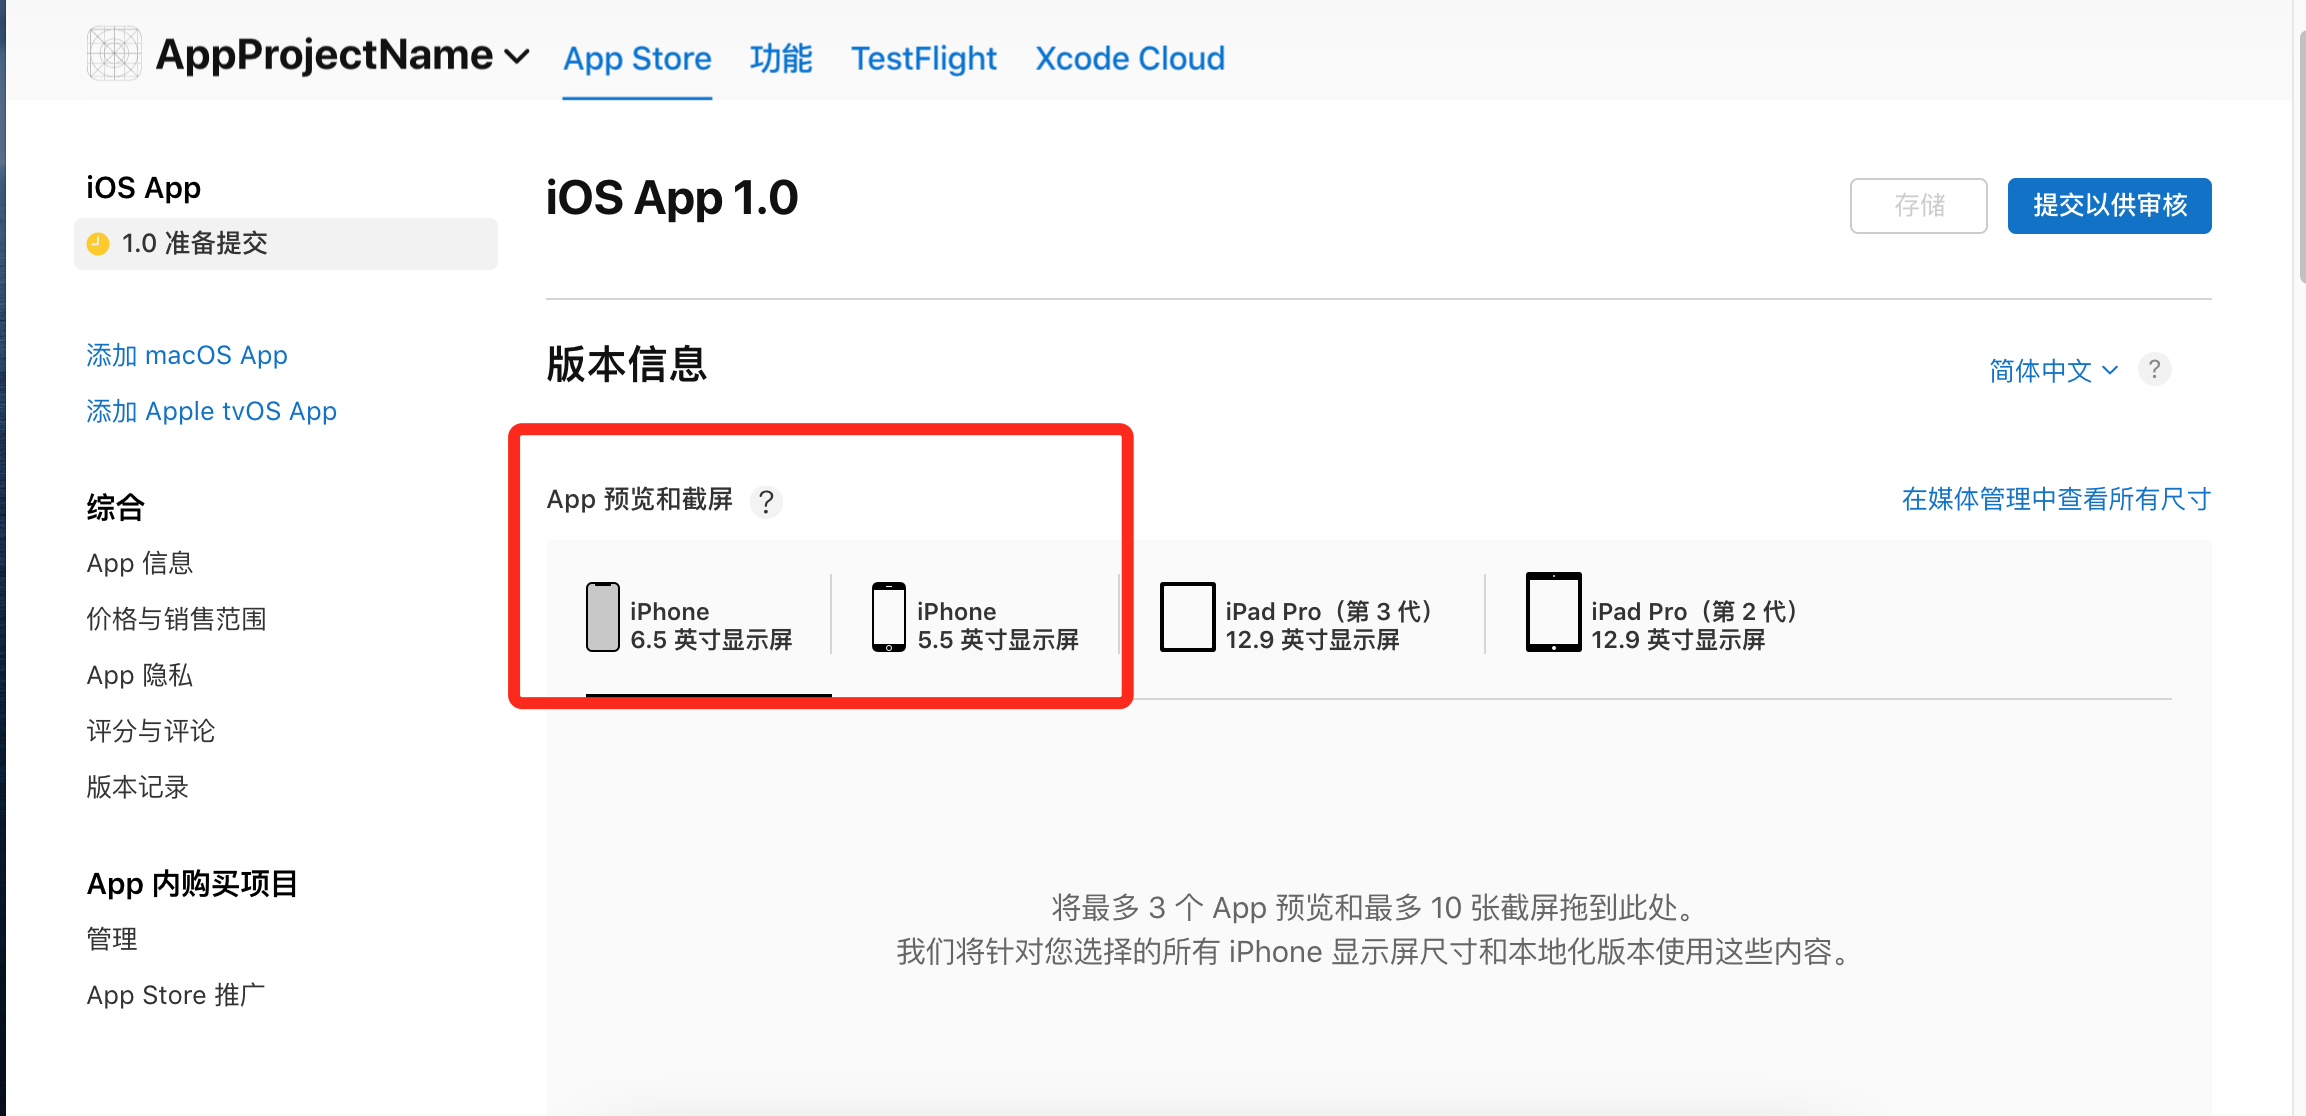 AppProjectName
App Store 功能 TestFlight Xcode Cloud
iOS App
1.0 准备提交
添加 macOS App
添加 Apple tvOS App
综合
App 信息
价格与销售范围
App 隐私
评分与评论
版本记录
App 内购买项目
管理
App Store 推广
iOS App 1.0
存储
提交以供审核
版本信息
简体中文
?
App 预览和截屏 ?
在媒体管理中查看所有尺寸
iPhone
6.5 英寸显示屏
iPhone
5.5 英寸显示屏
iPad Pro（第 3 代）
12.9 英寸显示屏
iPad Pro（第 2 代）
12.9 英寸显示屏
将最多 3 个 App 预览和最多 10 张截屏拖到此处。
我们将针对您选择的所有 iPhone 显示屏尺寸和本地化版本使用这些内容。